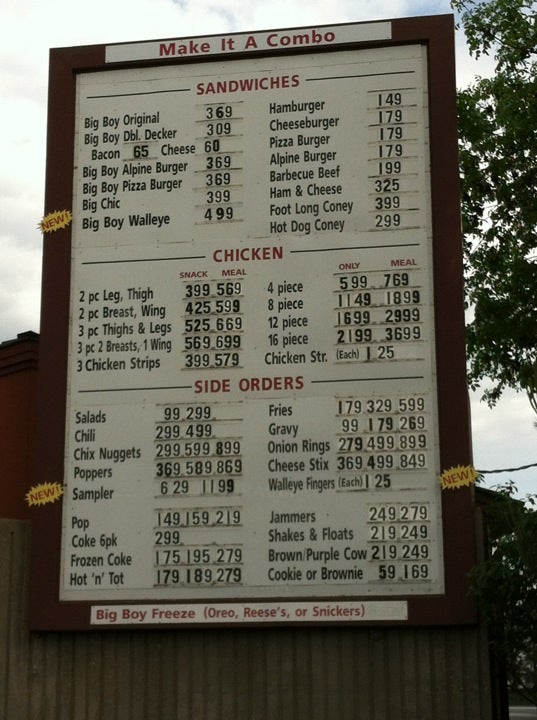 Make It A Combo
SANDWICHES
Big Boy Original 369
Big Boy Dbl. Decker 309
Bacon 65 Cheese 60
Big Boy Alpine Burger 369
Big Boy Pizza Burger 369
Big Chic 399
NEW! Big Boy Walleye 499
Hamburger 149
Cheeseburger 179
Pizza Burger 179
Alpine Burger 179
Barbecue Beef 199
Ham & Cheese 325
Foot Long Coney 399
Hot Dog Coney 299
CHICKEN
SNACK MEAL
2 pc Leg, Thigh 399 569
2 pc Breast, Wing 425 599
3 pc Thighs & Legs 525 669
3 pc 2 Breasts, 1 Wing 569 699
3 Chicken Strips 399 579
ONLY MEAL
4 piece 599 769
8 piece 1149 1899
12 piece 1699 2999
16 piece 2199 3699
Chicken Str. (Each) 1 25
SIDE ORDERS
Salads 99 299
Chili 299 499
Chix Nuggets 299 599 899
Poppers 369 589 869
NEW! Sampler 629 1199
Fries 179 329 599
Gravy 99 179 269
Onion Rings 279 499 899
Cheese Stix 369 499 849
Walleye Fingers (Each) 1 25 NEW!
Pop 149 159 219
Coke 6pk 299
Frozen Coke 175 195 279
Hot 'n' Tot 179 189 279
Jammers 249 279
Shakes & Floats 219 249
Brown/Purple Cow 219 249
Cookie or Brownie 59 169
Big Boy Freeze (Oreo, Reese's, or Snickers)